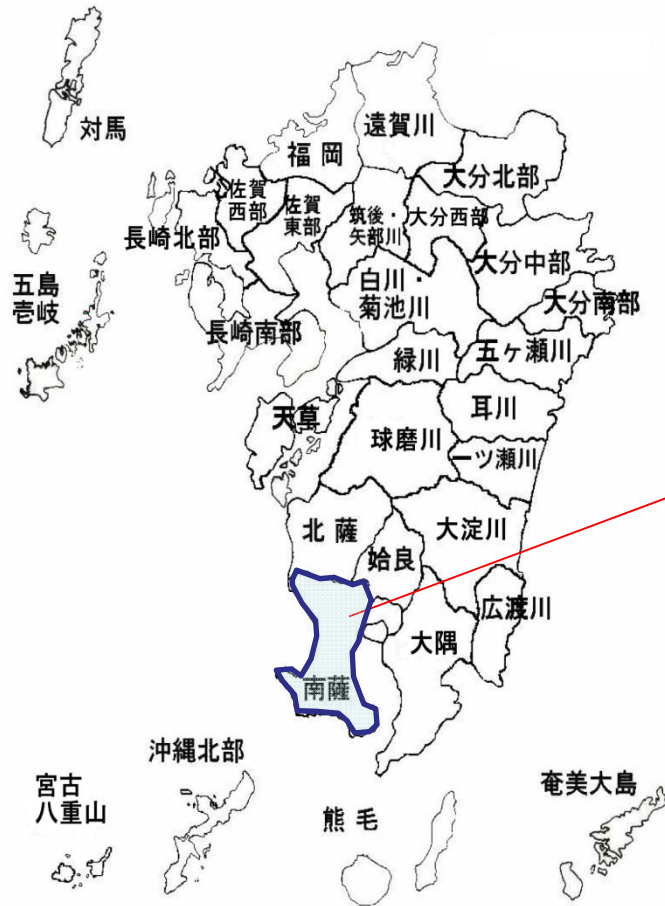 対馬
遠賀川
福岡
大分北部
佐賀
西部
佐賀
東部
筑後・
矢部川
大分西部
長崎北部
大分中部
五島
壱岐
白川・
菊池川
大分南部
長崎南部
緑川
五ヶ瀬川
天草
耳川
球磨川
一ツ瀬川
北薩
大淀川
姶良
広渡川
大隅
南薩
沖縄北部
宮古
八重山
熊毛
奄美大島